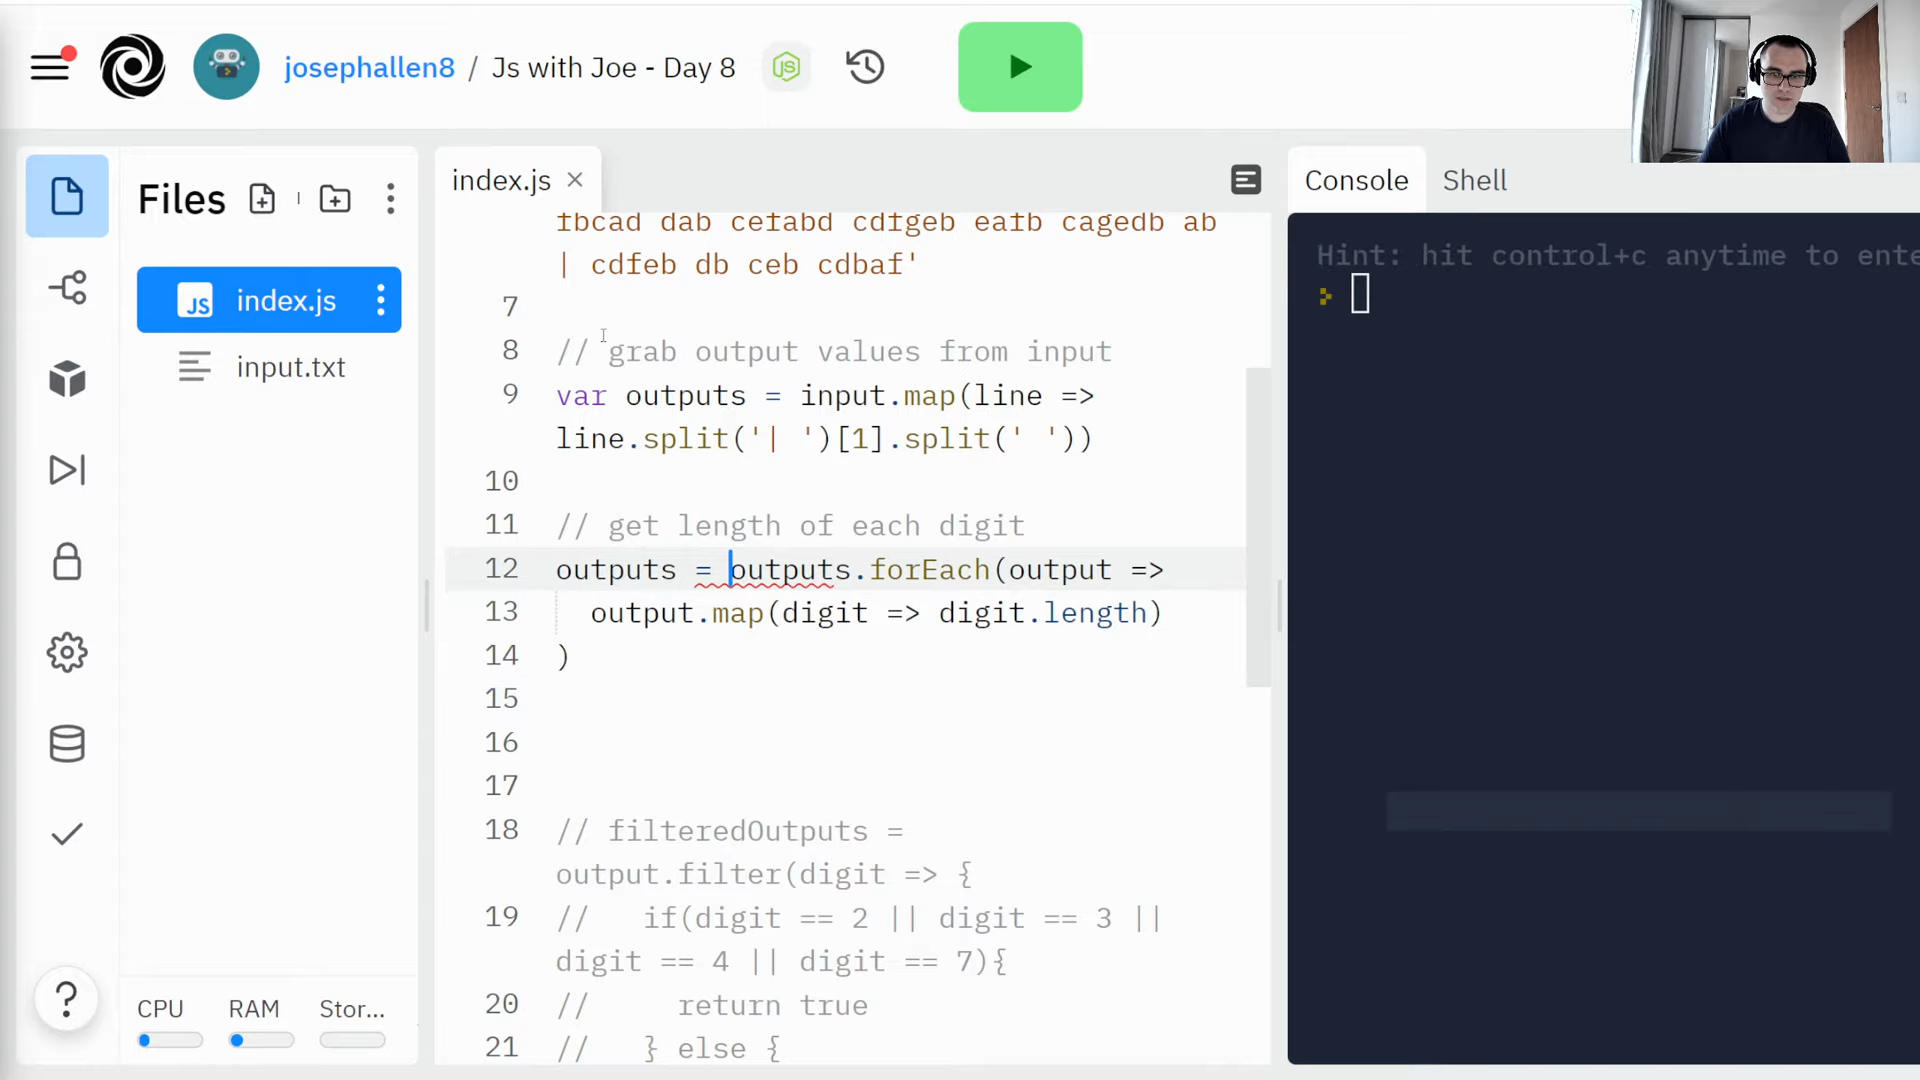 josephallen8 / Js with Joe - Day 8
Files
JS index.js
input.txt
CPU RAM Stor...
?
index.js
fbcad dab cefabd cdfgeb eafb cagedb ab
| cdfeb db ceb cdbaf'
7
8 // grab output values from input
9 var outputs = input.map(line =>
line.split('| ')[1].split(' '))
10
11 // get length of each digit
12 outputs = outputs.forEach(output =>
13 output.map(digit => digit.length)
14 )
15
16
17
18 // filteredOutputs =
output.filter(digit => {
19 // if(digit == 2 || digit == 3 ||
digit == 4 || digit == 7){
20 // return true
21 // } else {
Console Shell
Hint: hit control+c anytime to ente